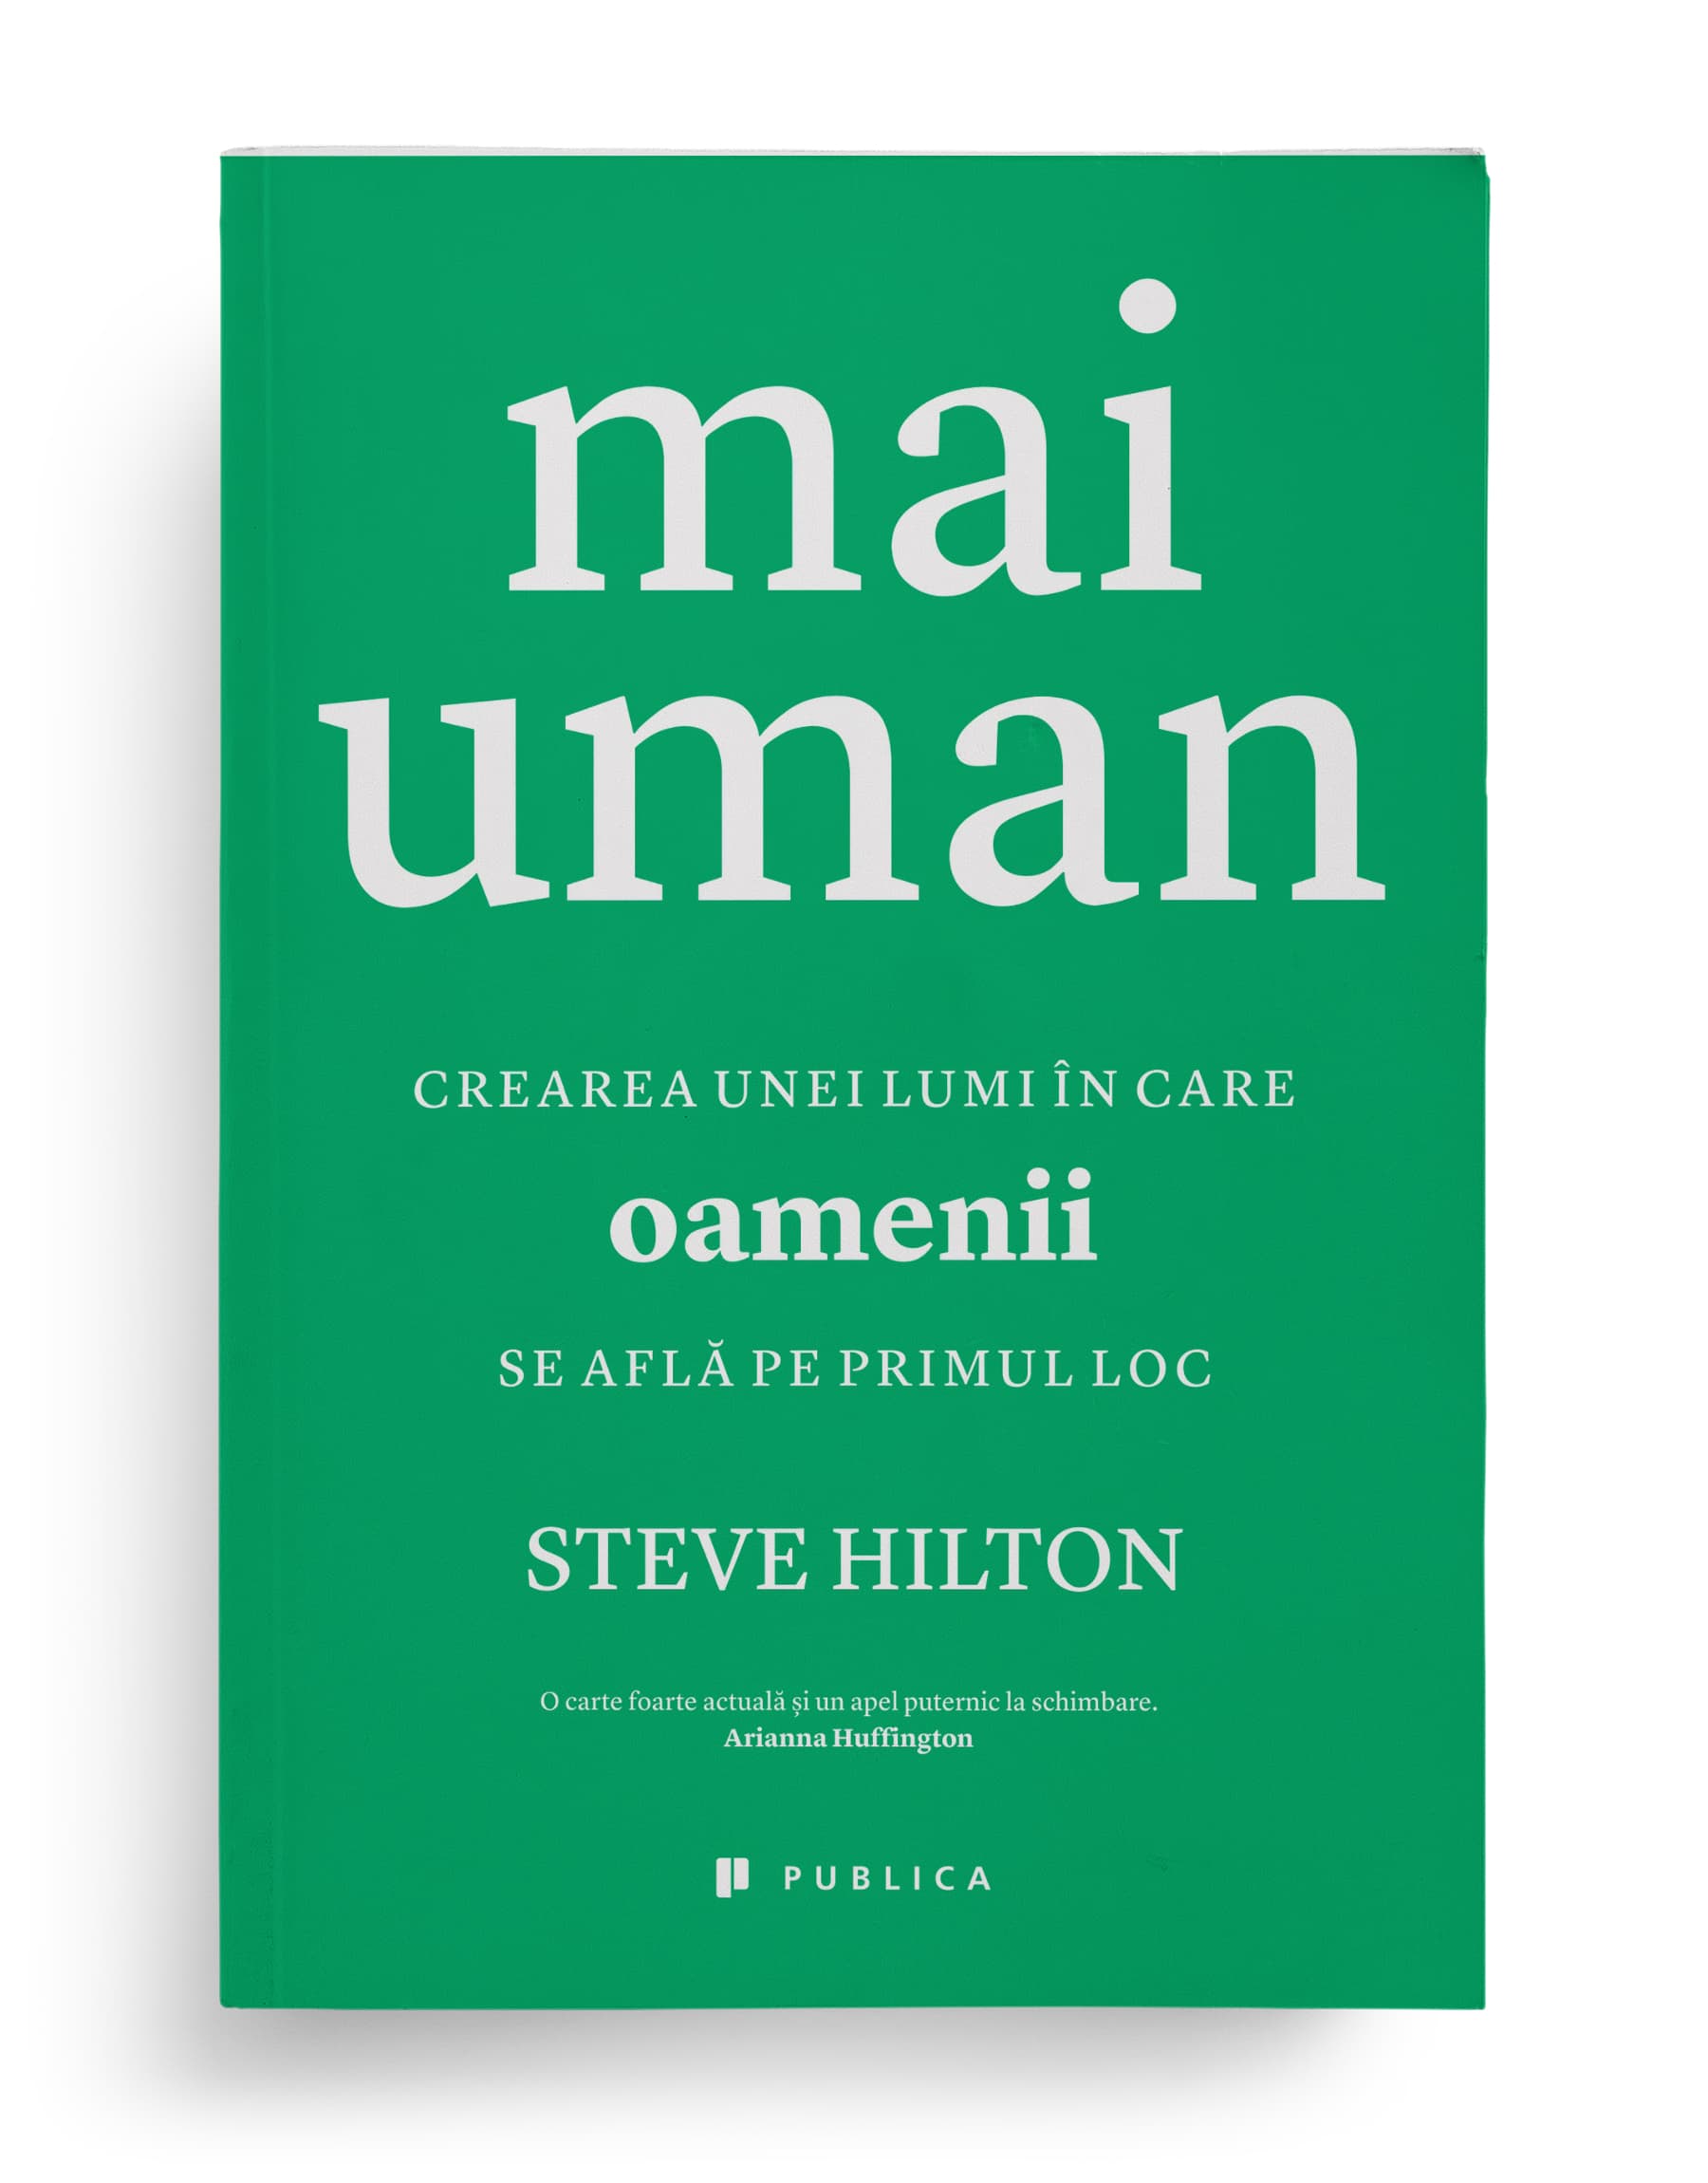 mai
uman
CREAREA UNEI LUMI ÎN CARE
oamenii
SE AFLĂ PE PRIMUL LOC
STEVE HILTON
O carte foarte actuală și un apel puternic la schimbare.
Arianna Huffington
PUBLICA